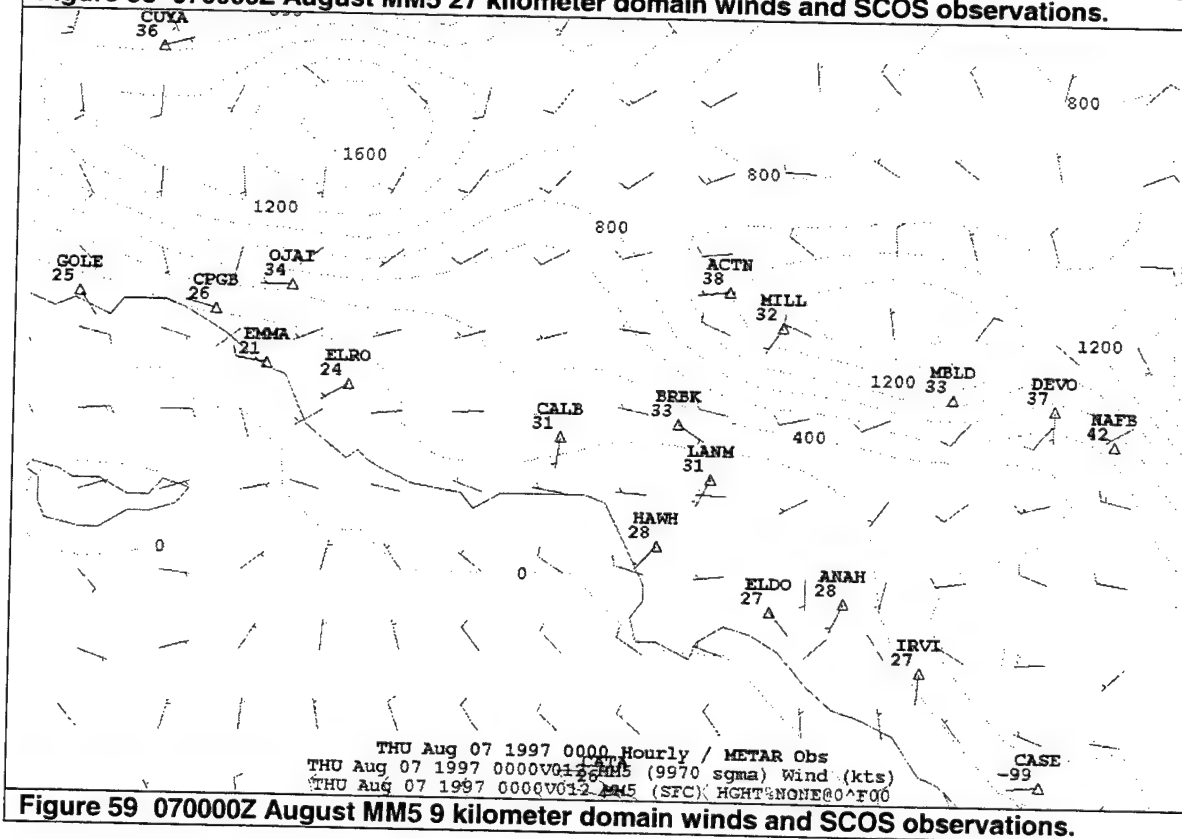 070000Z August MM5 27 kilometer domain winds and SCOS observations.
CUYA
36
800
1600
800
1200
800
GOLE
25
CPGB
26
OJAI
34
ACTN
38
MILL
32
EMMA
21
ELRO
24
1200
1200
MBLD
33
DEVO
37
NAFB
42
CALB
31
BRBK
33
400
LANM
31
HAWH
28
0
0
ELDO
27
ANAH
28
IRVI
27
CASE
-99
THU Aug 07 1997 0000 Hourly / METAR Obs
THU Aug 07 1997 0000V012 MM5 (9970 sgma) Wind (kts)
26
THU Aug 07 1997 0000V012 MM5 (SFC) HGHT%NONE@0^F00
Figure 59 070000Z August MM5 9 kilometer domain winds and SCOS observations.